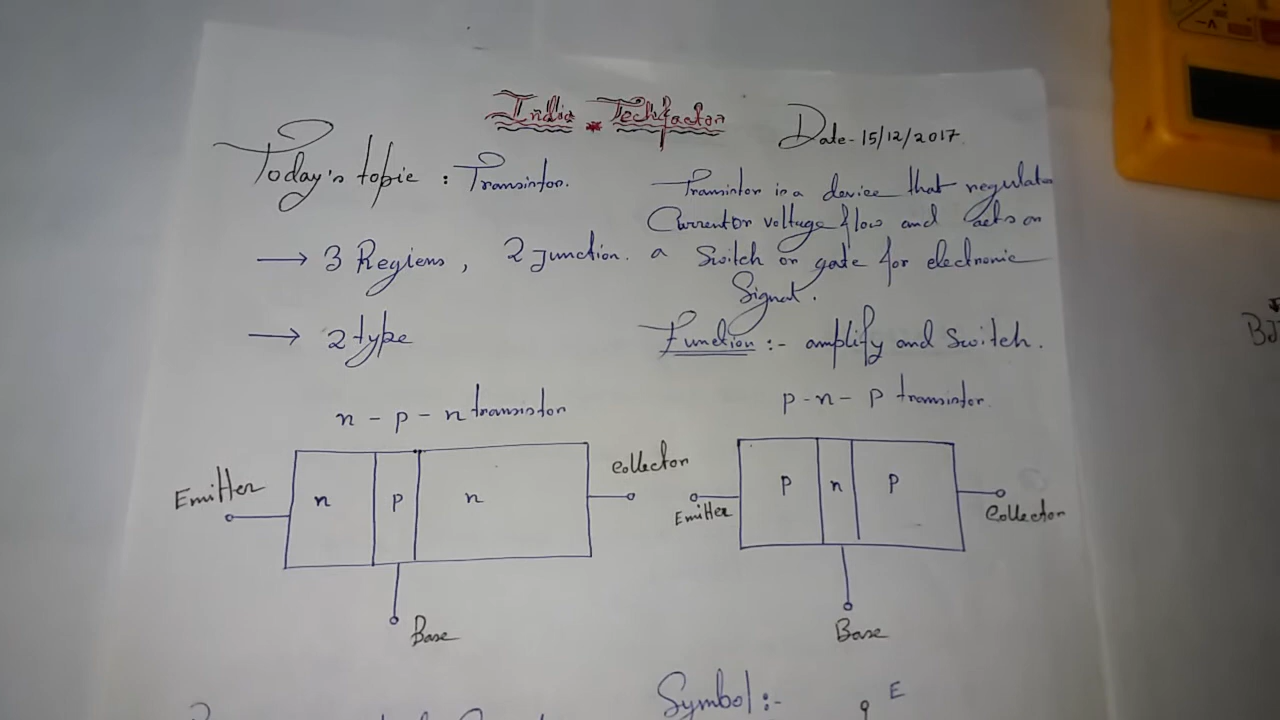 India Techfactor
Date-15/12/2017
Today's topic : Transistor.
Transistor is a device that regulates
Current or voltage flow and acts as
a Switch or gate for electronic
Signal.
→ 3 Regions, 2 Junction.
→ 2 type
Function :- amplify and Switch.
n - p - n transistor
p - n - p transistor.
Emitter
n
p
n
Collector
Base
Emitter
p
n
p
Collector
Base
Symbol:-
E